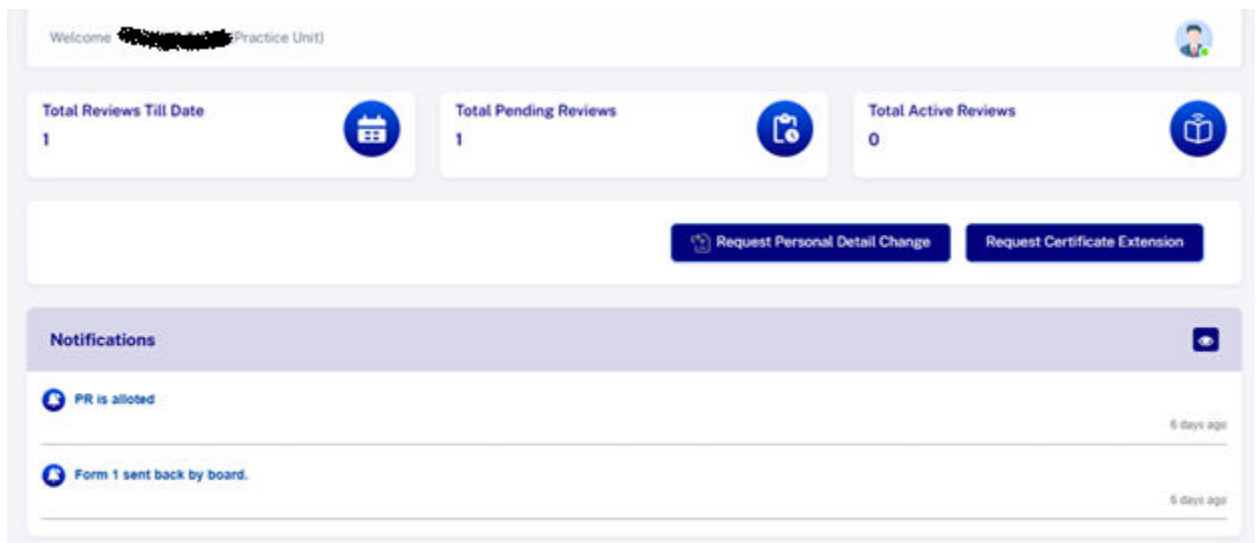 Welcome (Practice Unit)
Total Reviews Till Date
1
Total Pending Reviews
1
Total Active Reviews
0
Request Personal Detail Change
Request Certificate Extension
Notifications
PR is alloted
6 days ago
Form 1 sent back by board.
6 days ago